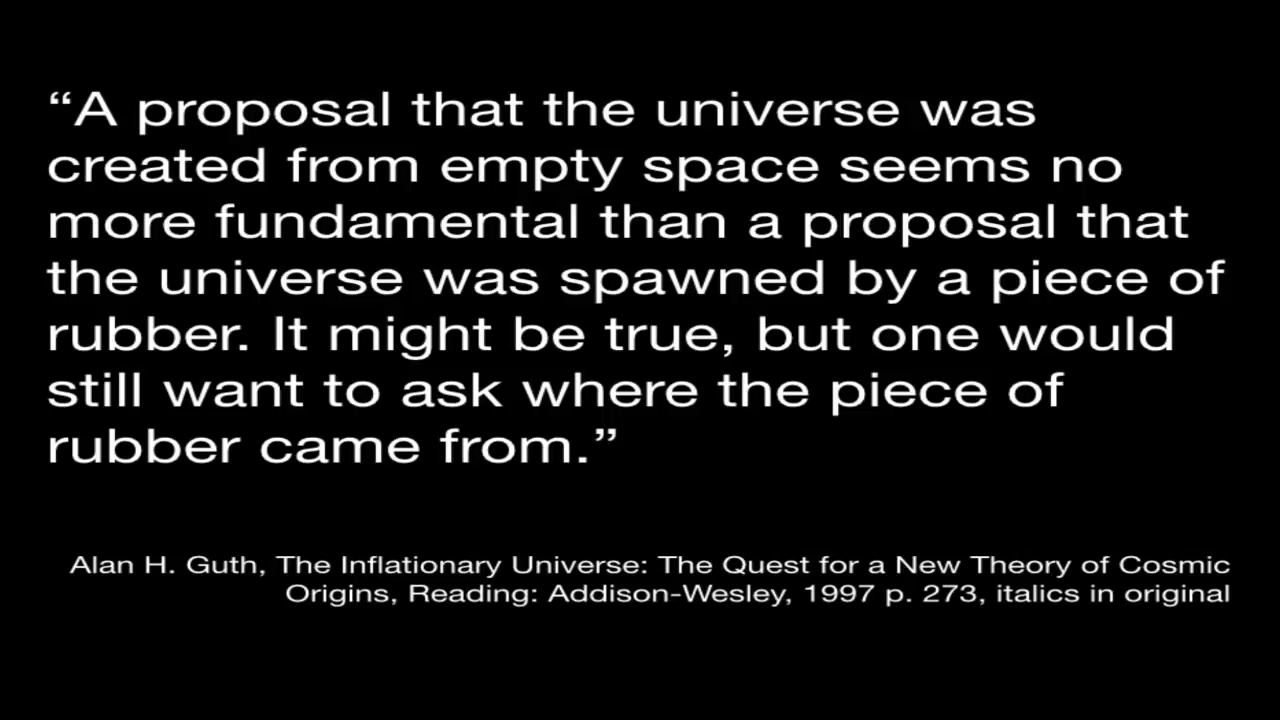 “A proposal that the universe was
created from empty space seems no
more fundamental than a proposal that
the universe was spawned by a piece of
rubber. It might be true, but one would
still want to ask where the piece of
rubber came from.”
Alan H. Guth, The Inflationary Universe: The Quest for a New Theory of Cosmic
Origins, Reading: Addison-Wesley, 1997 p. 273, italics in original